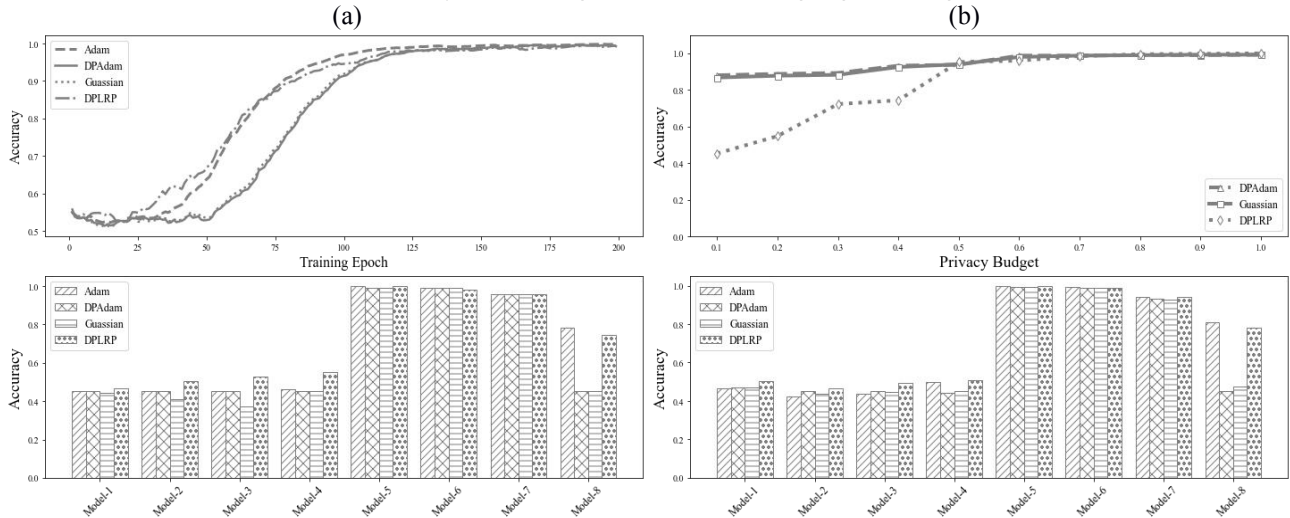 (a)
(b)
Accuracy
1.0
0.9
0.8
0.7
0.6
0.5
Adam
DPAdam
Guassian
DPLRP
0
25
50
75
100
125
150
175
200
Training Epoch
Accuracy
1.0
0.8
0.6
0.4
0.2
0.0
DPAdam
Guassian
DPLRP
0.1
0.2
0.3
0.4
0.5
0.6
0.7
0.8
0.9
1.0
Privacy Budget
Accuracy
1.0
0.8
0.6
0.4
0.2
0.0
Adam
DPAdam
Guassian
DPLRP
Model-1
Model-2
Model-3
Model-4
Model-5
Model-6
Model-7
Model-8
Accuracy
1.0
0.8
0.6
0.4
0.2
0.0
Adam
DPAdam
Guassian
DPLRP
Model-1
Model-2
Model-3
Model-4
Model-5
Model-6
Model-7
Model-8